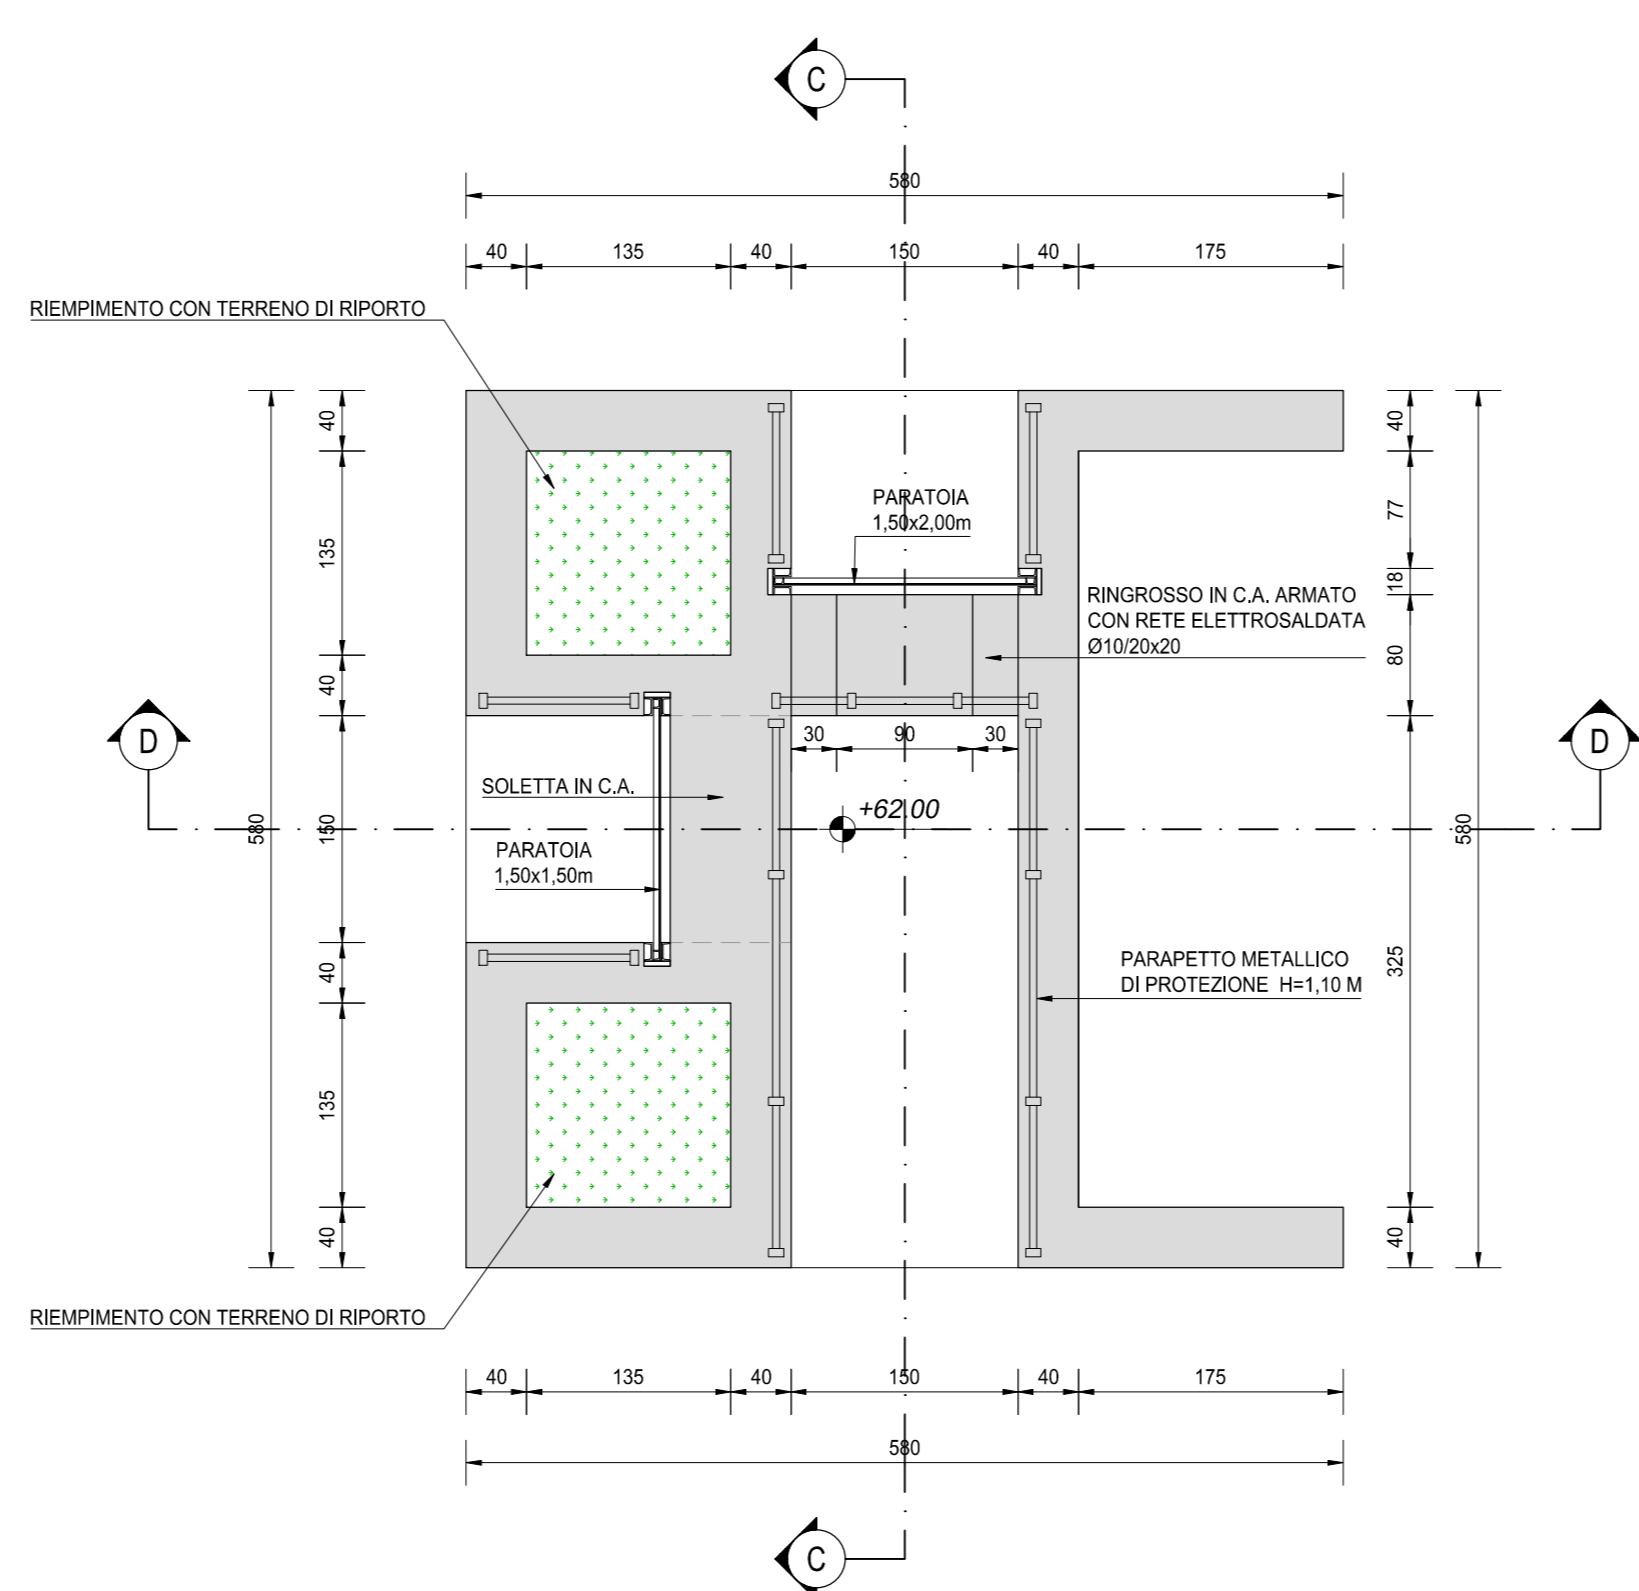 C
580
40 135 40 150 40 175
RIEMPIMENTO CON TERRENO DI RIPORTO
40
40
135
77
PARATOIA
1,50x2,00m
18
RINGROSSO IN C.A. ARMATO
CON RETE ELETTROSALDATA
Ø10/20x20
80
40
30 90 30
D
D
SOLETTA IN C.A.
+62.00
580
150
580
PARATOIA
1,50x1,50m
PARAPETTO METALLICO
DI PROTEZIONE H=1,10 M
40
325
135
40
40
RIEMPIMENTO CON TERRENO DI RIPORTO
40 135 40 150 40 175
580
C